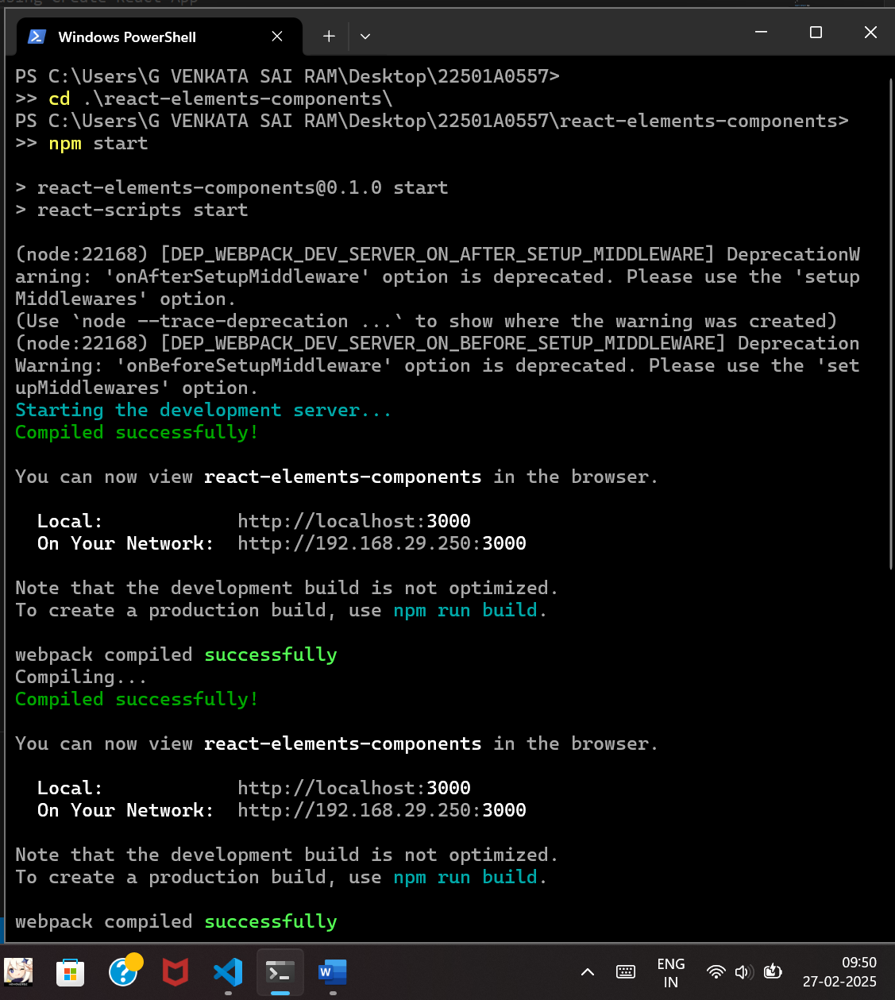 using Create React App
Windows PowerShell
PS C:\Users\G VENKATA SAI RAM\Desktop\22501A0557>
>> cd .\react-elements-components\
PS C:\Users\G VENKATA SAI RAM\Desktop\22501A0557\react-elements-components>
>> npm start
> react-elements-components@0.1.0 start
> react-scripts start
(node:22168) [DEP_WEBPACK_DEV_SERVER_ON_AFTER_SETUP_MIDDLEWARE] DeprecationW
arning: 'onAfterSetupMiddleware' option is deprecated. Please use the 'setup
Middlewares' option.
(Use `node --trace-deprecation ...` to show where the warning was created)
(node:22168) [DEP_WEBPACK_DEV_SERVER_ON_BEFORE_SETUP_MIDDLEWARE] Deprecation
Warning: 'onBeforeSetupMiddleware' option is deprecated. Please use the 'set
upMiddlewares' option.
Starting the development server...
Compiled successfully!
You can now view react-elements-components in the browser.
Local: http://localhost:3000
On Your Network: http://192.168.29.250:3000
Note that the development build is not optimized.
To create a production build, use npm run build.
webpack compiled successfully
Compiling...
Compiled successfully!
You can now view react-elements-components in the browser.
Local: http://localhost:3000
On Your Network: http://192.168.29.250:3000
Note that the development build is not optimized.
To create a production build, use npm run build.
webpack compiled successfully
ENG
IN
09:50
27-02-2025